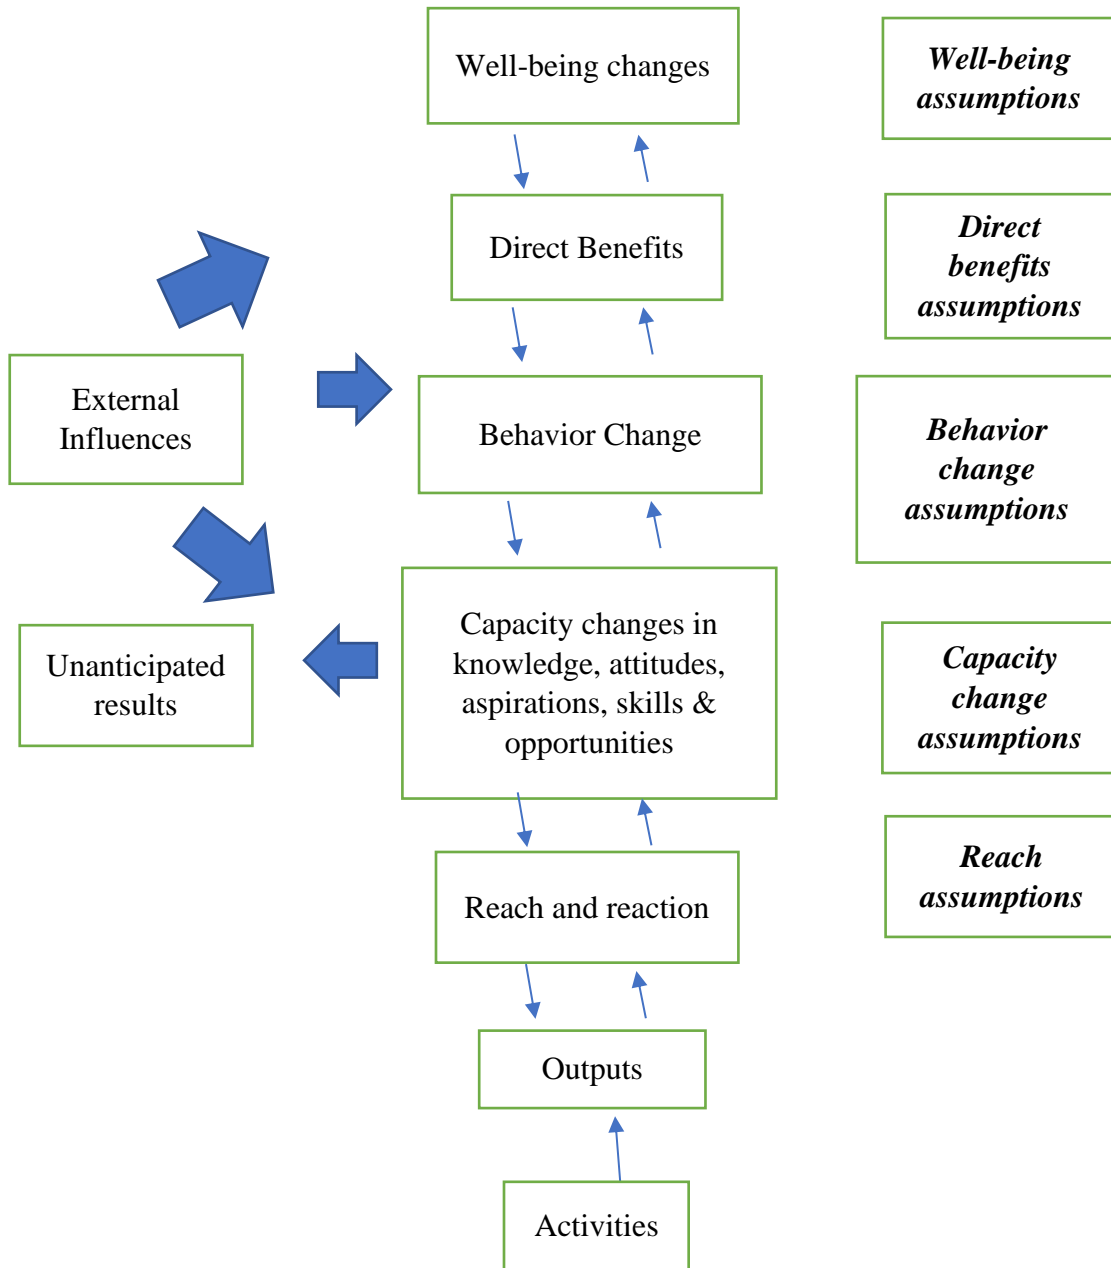 Well-being changes
Well-being
assumptions
Direct Benefits
Direct
benefits
assumptions
External
Influences
Behavior Change
Behavior
change
assumptions
Unanticipated
results
Capacity changes in
knowledge, attitudes,
aspirations, skills &
opportunities
Capacity
change
assumptions
Reach and reaction
Reach
assumptions
Outputs
Activities